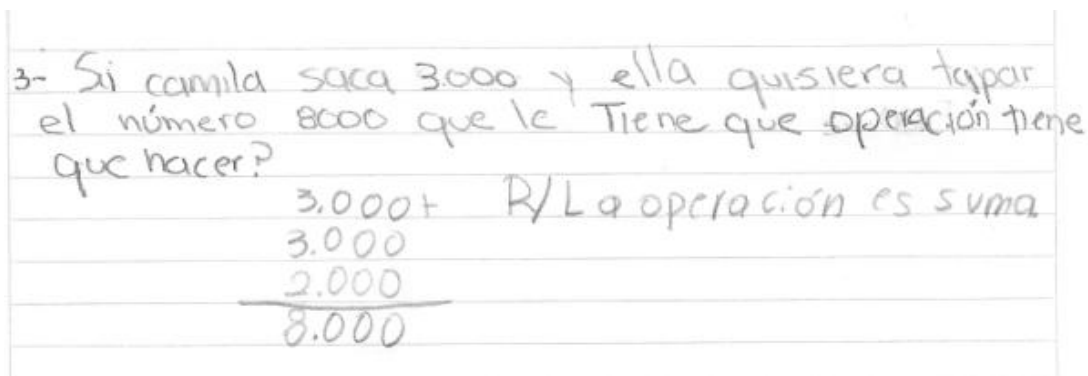 3- Si camila saca 3.000 y ella quisiera tapar
el número 8000 que le Tiene que operación tiene
que hacer?
3.000+ R/La operación es suma
3.000
2.000
8.000